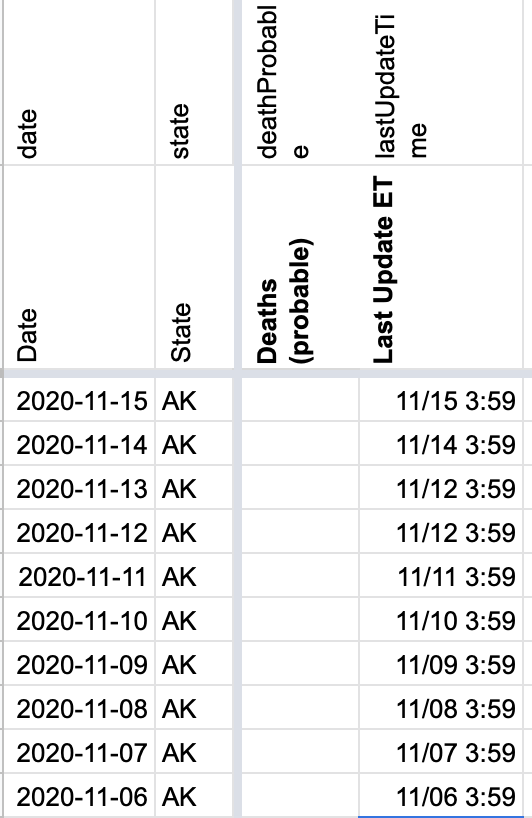 date state deathProbabl
e lastUpdateTi
me
Date State Deaths
(probable) Last Update ET
2020-11-15 AK 11/15 3:59
2020-11-14 AK 11/14 3:59
2020-11-13 AK 11/12 3:59
2020-11-12 AK 11/12 3:59
2020-11-11 AK 11/11 3:59
2020-11-10 AK 11/10 3:59
2020-11-09 AK 11/09 3:59
2020-11-08 AK 11/08 3:59
2020-11-07 AK 11/07 3:59
2020-11-06 AK 11/06 3:59